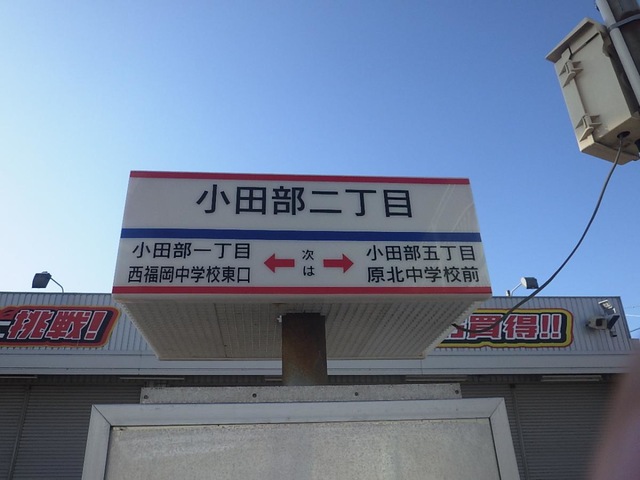 小田部二丁目
小田部一丁目
西福岡中学校東口
次は
小田部五丁目
原北中学校前
挑戦!
買得!!